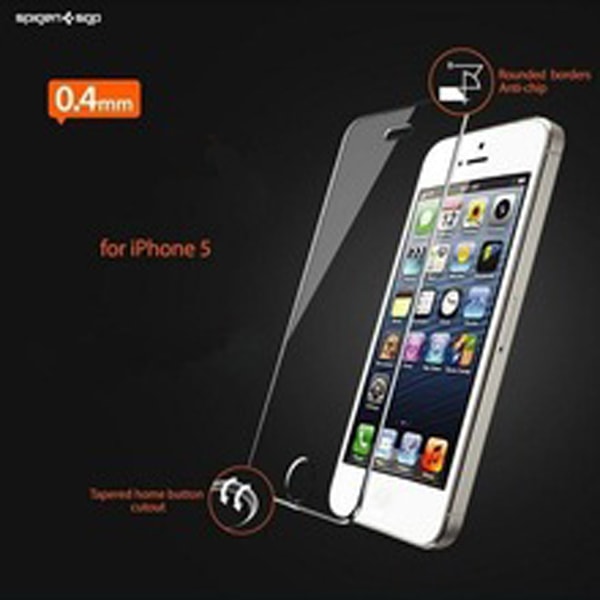 spigen sgp
0.4mm
Rounded borders
Anti-chip
for iPhone 5
Tapered home button
cutout